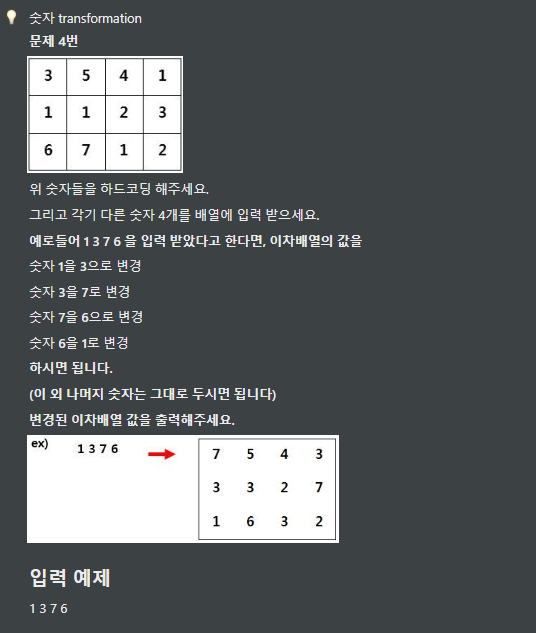 숫자 transformation
문제 4번
3 5 4 1
1 1 2 3
6 7 1 2
위 숫자들을 하드코딩 해주세요.
그리고 각기 다른 숫자 4개를 배열에 입력 받으세요.
예로들어 1 3 7 6 을 입력 받았다고 한다면, 이차배열의 값을
숫자 1을 3으로 변경
숫자 3을 7로 변경
숫자 7을 6으로 변경
숫자 6을 1로 변경
하시면 됩니다.
(이 외 나머지 숫자는 그대로 두시면 됩니다)
변경된 이차배열 값을 출력해주세요.
ex) 1 3 7 6
7 5 4 3
3 3 2 7
1 6 3 2
입력 예제
1 3 7 6